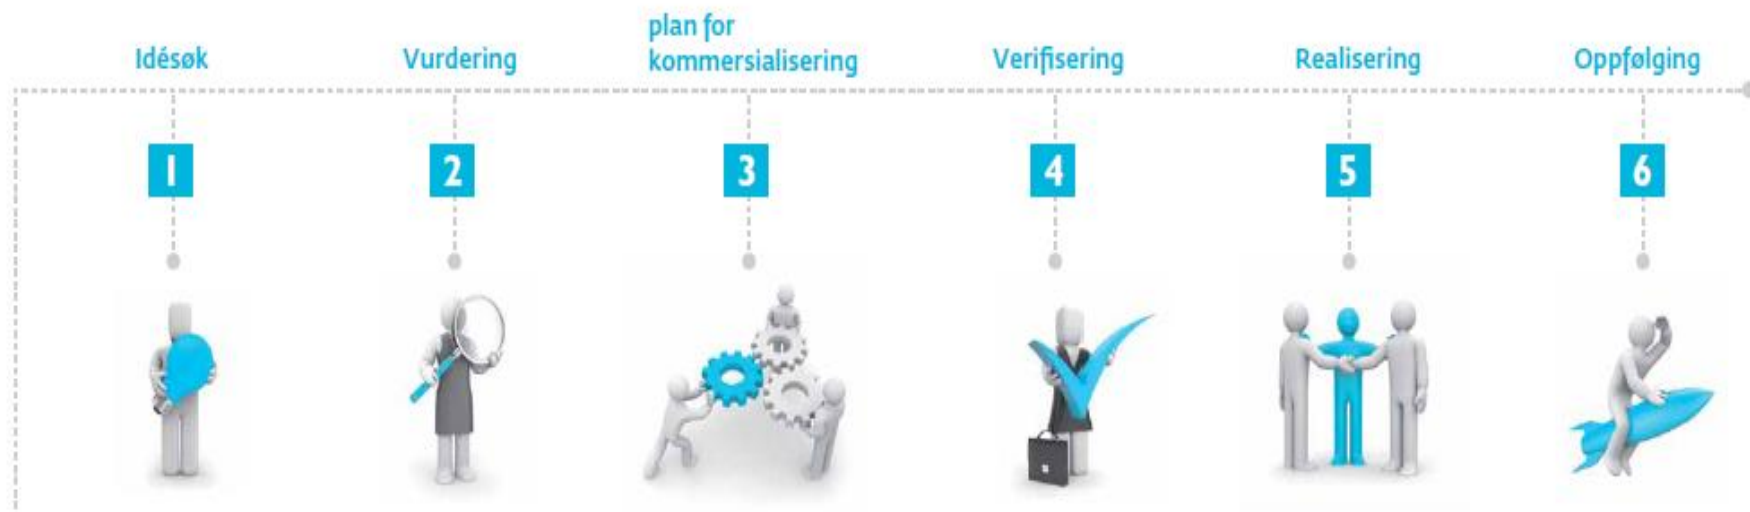 Idésøk
Vurdering
plan for
kommersialisering
Verifisering
Realisering
Oppfølging
1
2
3
4
5
6